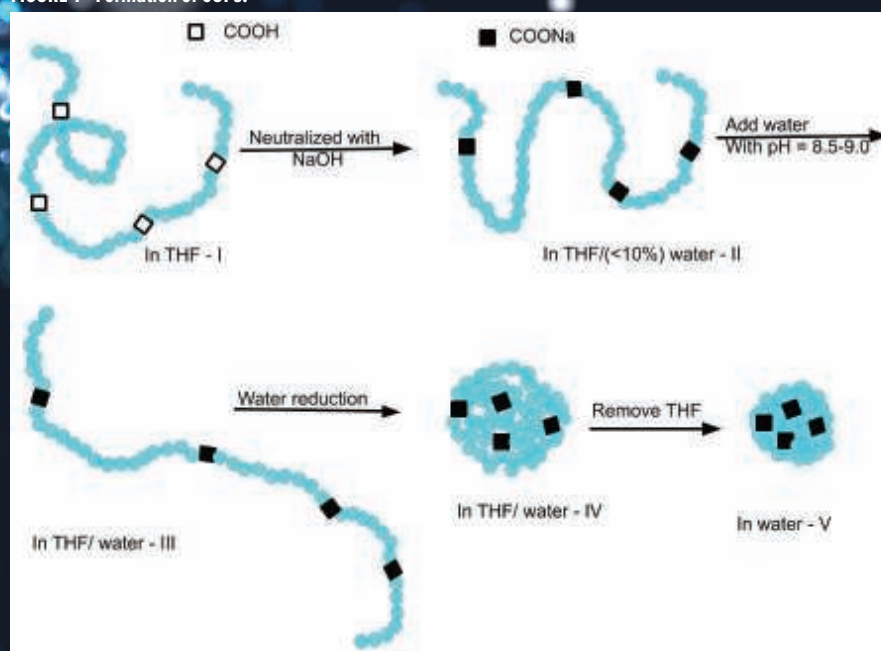 COOH
COONa
Neutralized with
NaOH
Add water
With pH = 8.5-9.0
In THF - I
In THF/(<10%) water - II
Water reduction
Remove THF
In THF/ water - III
In THF/ water - IV
In water - V